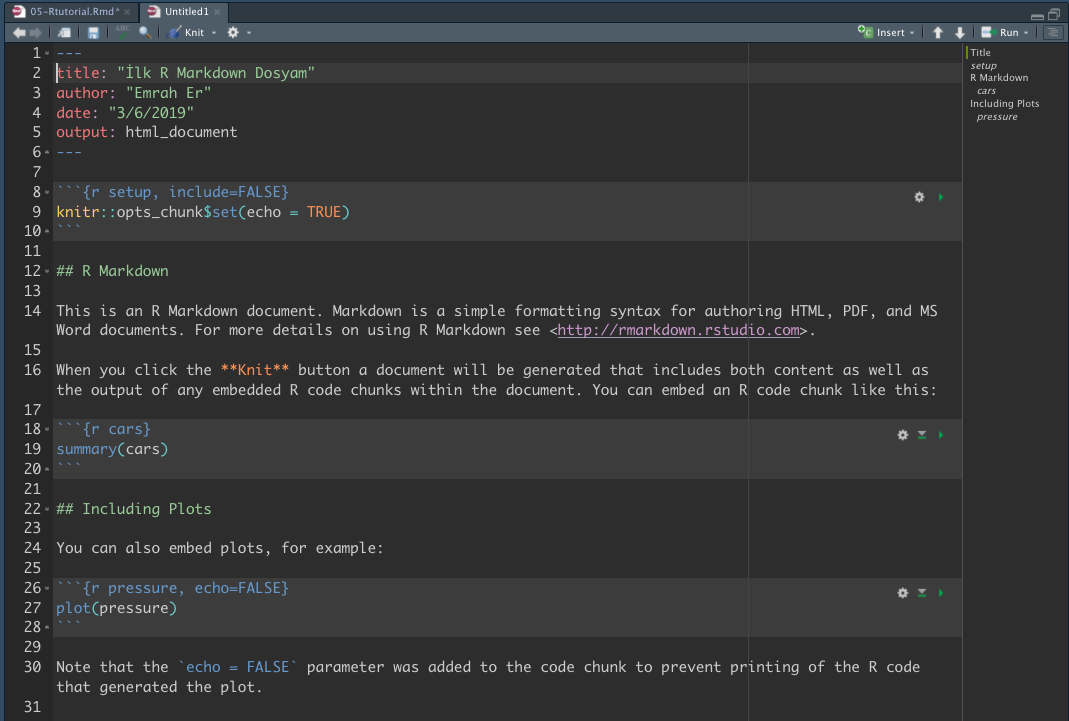 05-Rtutorial.Rmd*
Untitled1
ABC
Knit
Insert
Run
1 ---
2 title: "İlk R Markdown Dosyam"
3 author: "Emrah Er"
4 date: "3/6/2019"
5 output: html_document
6 ---
7
8 ```{r setup, include=FALSE}
9 knitr::opts_chunk$set(echo = TRUE)
10 ```
11
12 ## R Markdown
13
14 This is an R Markdown document. Markdown is a simple formatting syntax for authoring HTML, PDF, and MS
Word documents. For more details on using R Markdown see <http://rmarkdown.rstudio.com>.
15
16 When you click the **Knit** button a document will be generated that includes both content as well as
the output of any embedded R code chunks within the document. You can embed an R code chunk like this:
17
18 ```{r cars}
19 summary(cars)
20 ```
21
22 ## Including Plots
23
24 You can also embed plots, for example:
25
26 ```{r pressure, echo=FALSE}
27 plot(pressure)
28 ```
29
30 Note that the `echo = FALSE` parameter was added to the code chunk to prevent printing of the R code
that generated the plot.
31
Title
setup
R Markdown
cars
Including Plots
pressure